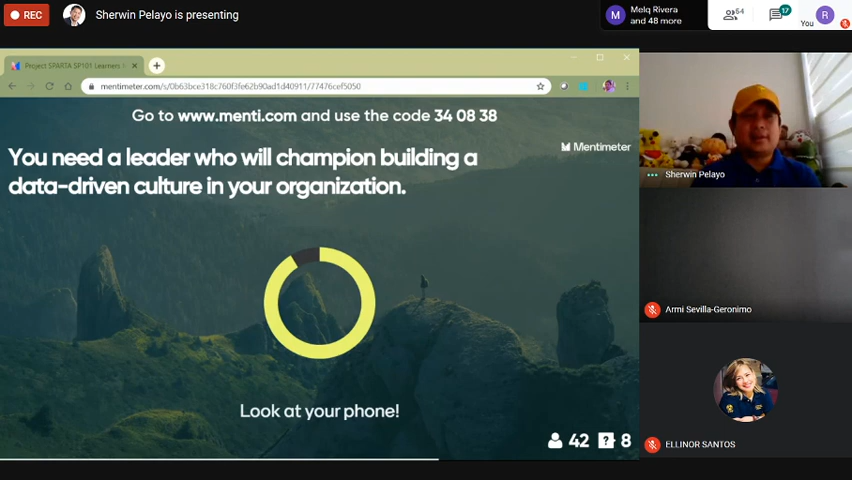 REC
Sherwin Pelayo is presenting
M
Melq Rivera
and 48 more
54
17
R
You
Project SPARTA SP101 Learners
mentimeter.com/s/0b63bce318c760f3fe62b90ad1d40911/77476cef5050
Go to www.menti.com and use the code 34 08 38
Mentimeter
You need a leader who will champion building a
data-driven culture in your organization.
Look at your phone!
42
8
Sherwin Pelayo
Armi Sevilla-Geronimo
ELLINOR SANTOS